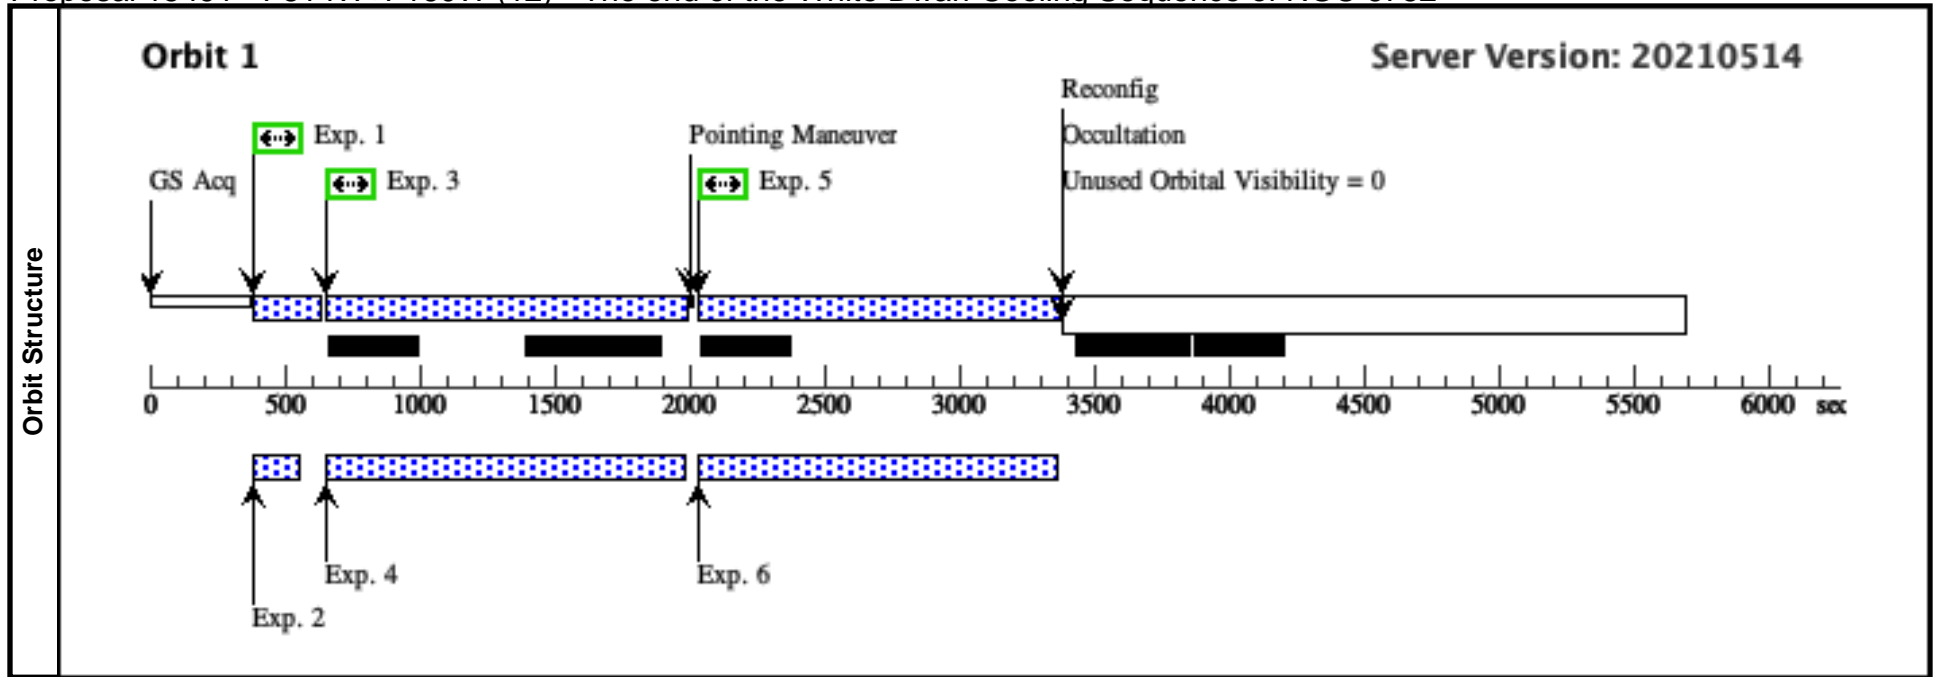 Orbit 1
Server Version: 20210514
Reconfig
Exp. 1
Pointing Maneuver
Occultation
GS Acq
Exp. 3
Exp. 5
Unused Orbital Visibility = 0
Orbit Structure
0 500 1000 1500 2000 2500 3000 3500 4000 4500 5000 5500 6000 sec
Exp. 4
Exp. 6
Exp. 2